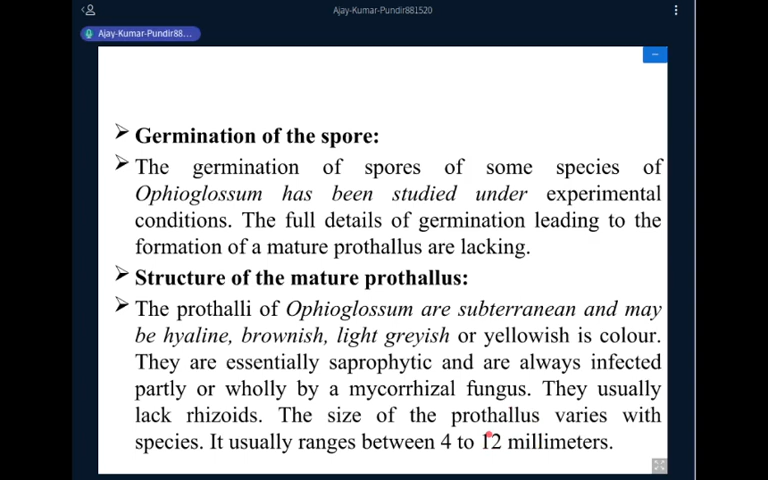 Ajay-Kumar-Pundir881520
Ajay-Kumar-Pundir88...
Germination of the spore:
The germination of spores of some species of
Ophioglossum has been studied under experimental
conditions. The full details of germination leading to the
formation of a mature prothallus are lacking.
Structure of the mature prothallus:
The prothalli of Ophioglossum are subterranean and may
be hyaline, brownish, light greyish or yellowish is colour.
They are essentially saprophytic and are always infected
partly or wholly by a mycorrhizal fungus. They usually
lack rhizoids. The size of the prothallus varies with
species. It usually ranges between 4 to 12 millimeters.